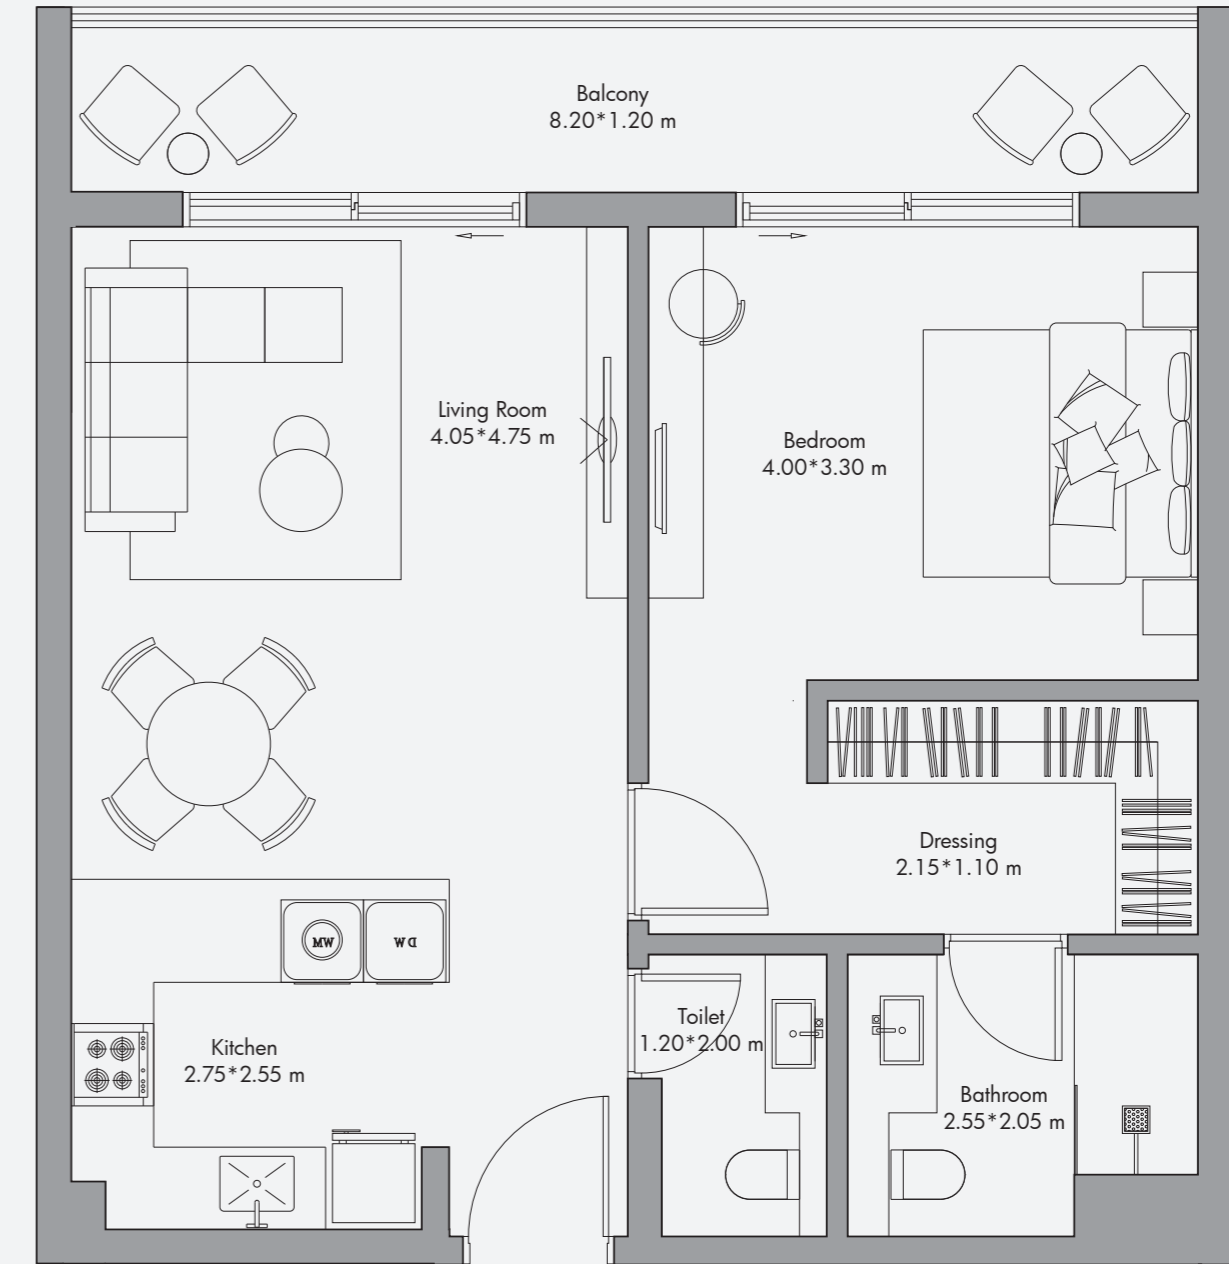 Balcony
8.20*1.20 m
Living Room
4.05*4.75 m
Bedroom
4.00*3.30 m
Dressing
2.15*1.10 m
MW
DW
Kitchen
2.75*2.55 m
Toilet
1.20*2.00 m
Bathroom
2.55*2.05 m